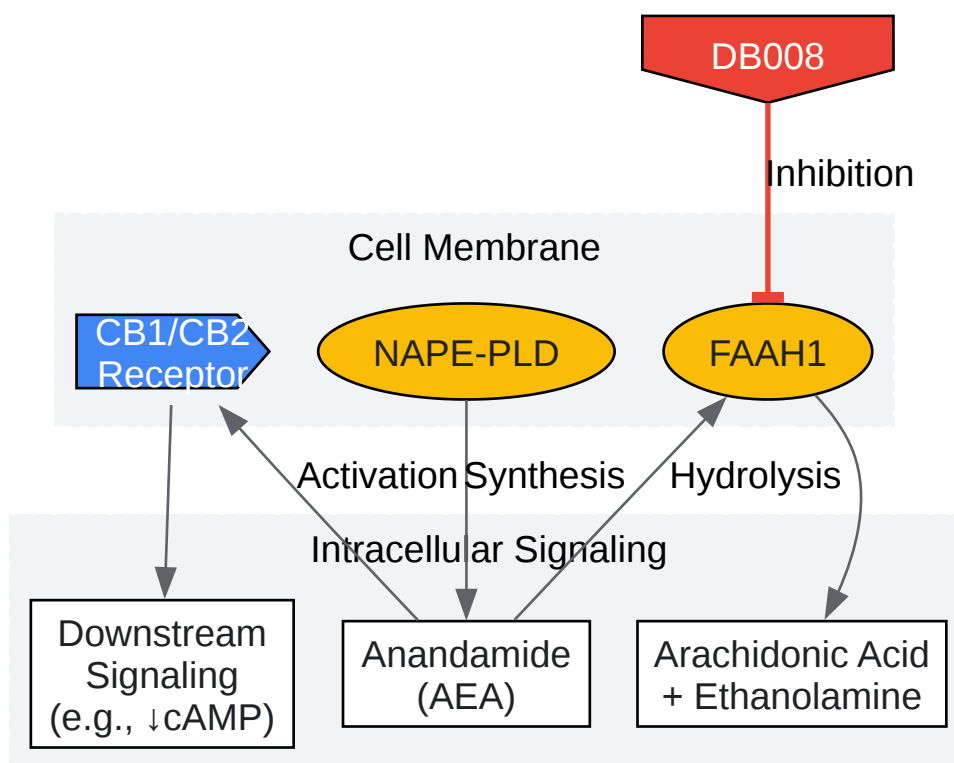 DB008
Inhibition
Cell Membrane
CB1/CB2
Receptor
NAPE-PLD
FAAH1
Activation
Synthesis
Hydrolysis
Intracellular Signaling
Downstream
Signaling
(e.g., ↓cAMP)
Anandamide
(AEA)
Arachidonic Acid
+ Ethanolamine